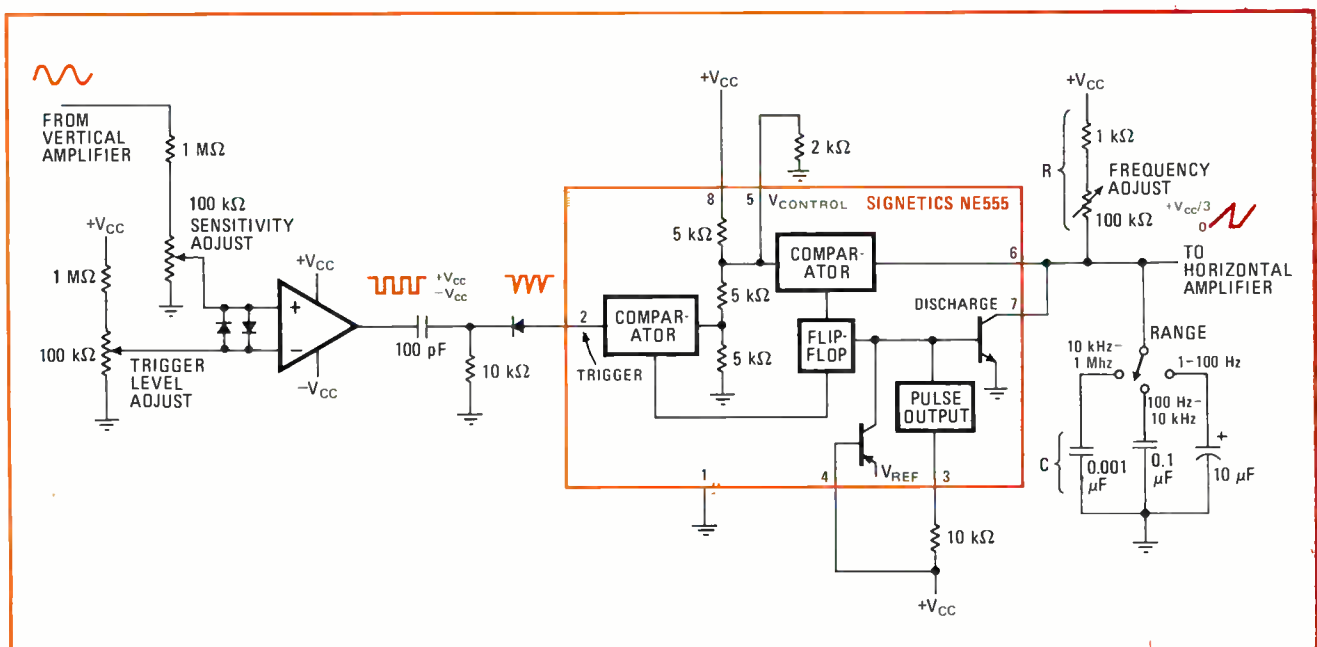 FROM
VERTICAL
AMPLIFIER
1 MΩ
100 kΩ
SENSITIVITY
ADJUST
+VCC
1 MΩ
100 kΩ
TRIGGER
LEVEL
ADJUST
+VCC
+
−
−VCC
+VCC
−VCC
100 pF
10 kΩ
+VCC
2 kΩ
8
5
VCONTROL
SIGNETICS NE555
5 kΩ
5 kΩ
5 kΩ
COMPAR-
ATOR
6
2
COMPAR-
ATOR
TRIGGER
FLIP-
FLOP
DISCHARGE
7
PULSE
OUTPUT
VREF
1
4
3
10 kΩ
+VCC
+VCC
R
1 kΩ
FREQUENCY
ADJUST
100 kΩ
+VCC/3
0
TO
HORIZONTAL
AMPLIFIER
RANGE
10 kHz–
1 Mhz
1–100 Hz
100 Hz–
10 kHz
C
0.001
μF
0.1
μF
+
10 μF